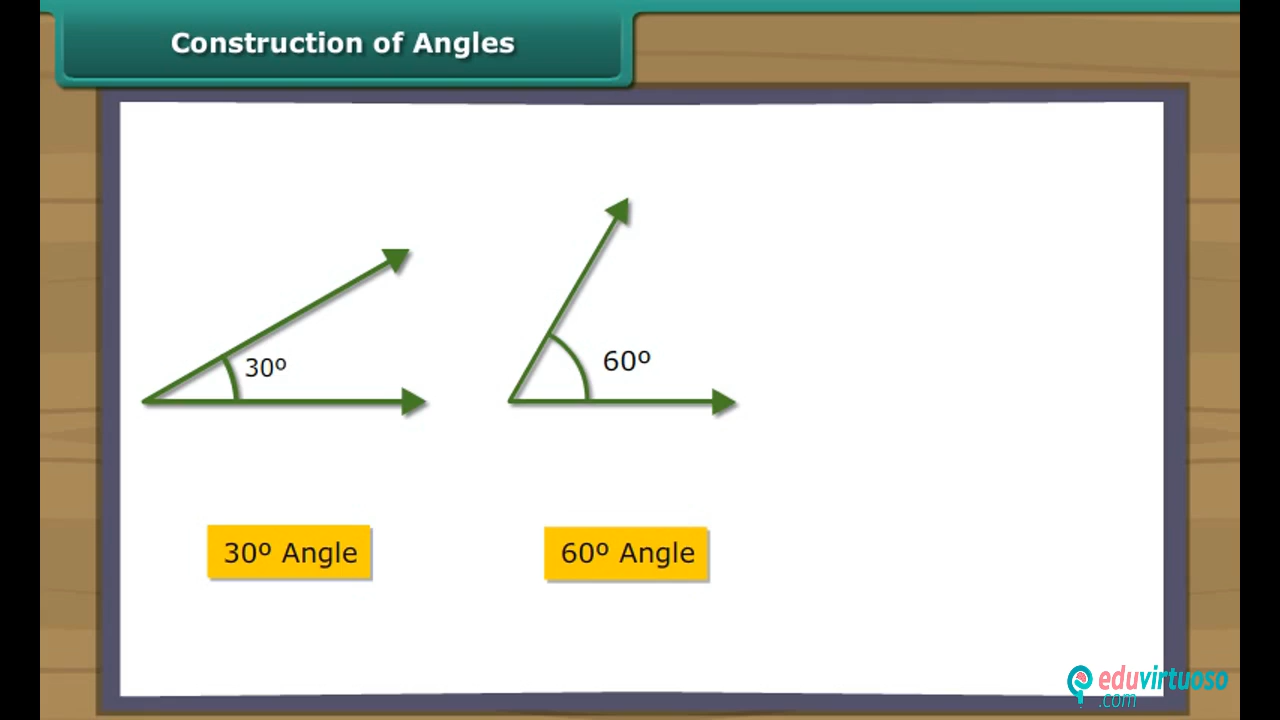 Construction of Angles
30º
60º
30º Angle
60º Angle
eduvirtuoso
.com